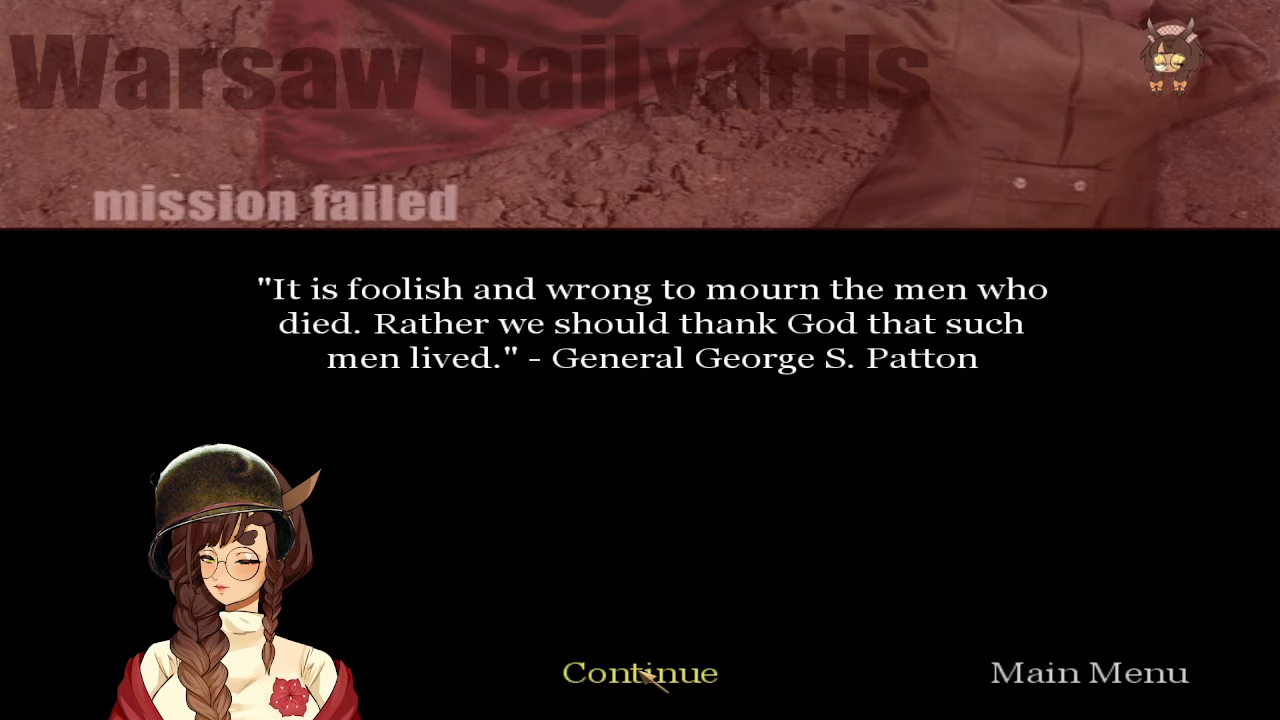 Warsaw Railyards
mission failed
"It is foolish and wrong to mourn the men who
died. Rather we should thank God that such
men lived." - General George S. Patton
Continue
Main Menu